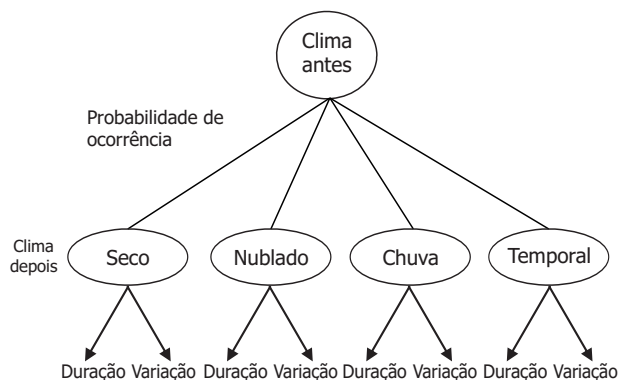 Clima
antes
Probabilidade de
ocorrência
Clima
depois
Seco
Nublado
Chuva
Temporal
Duração Variação Duração Variação Duração Variação Duração Variação